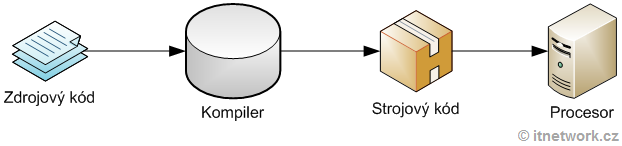 Zdrojový kód
Kompiler
Strojový kód
Procesor
© itnetwork.cz